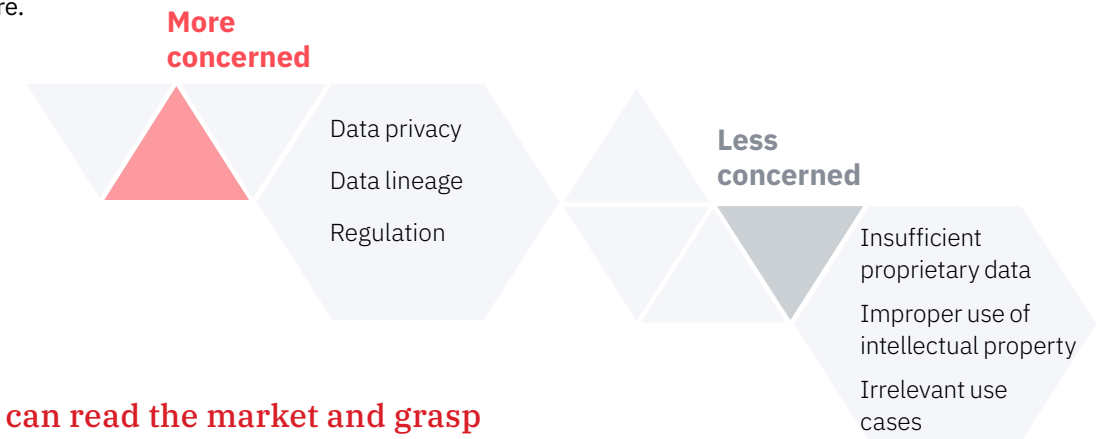 re.
More
concerned
Data privacy
Data lineage
Regulation
Less
concerned
Insufficient
proprietary data
Improper use of
intellectual property
Irrelevant use
cases
can read the market and grasp